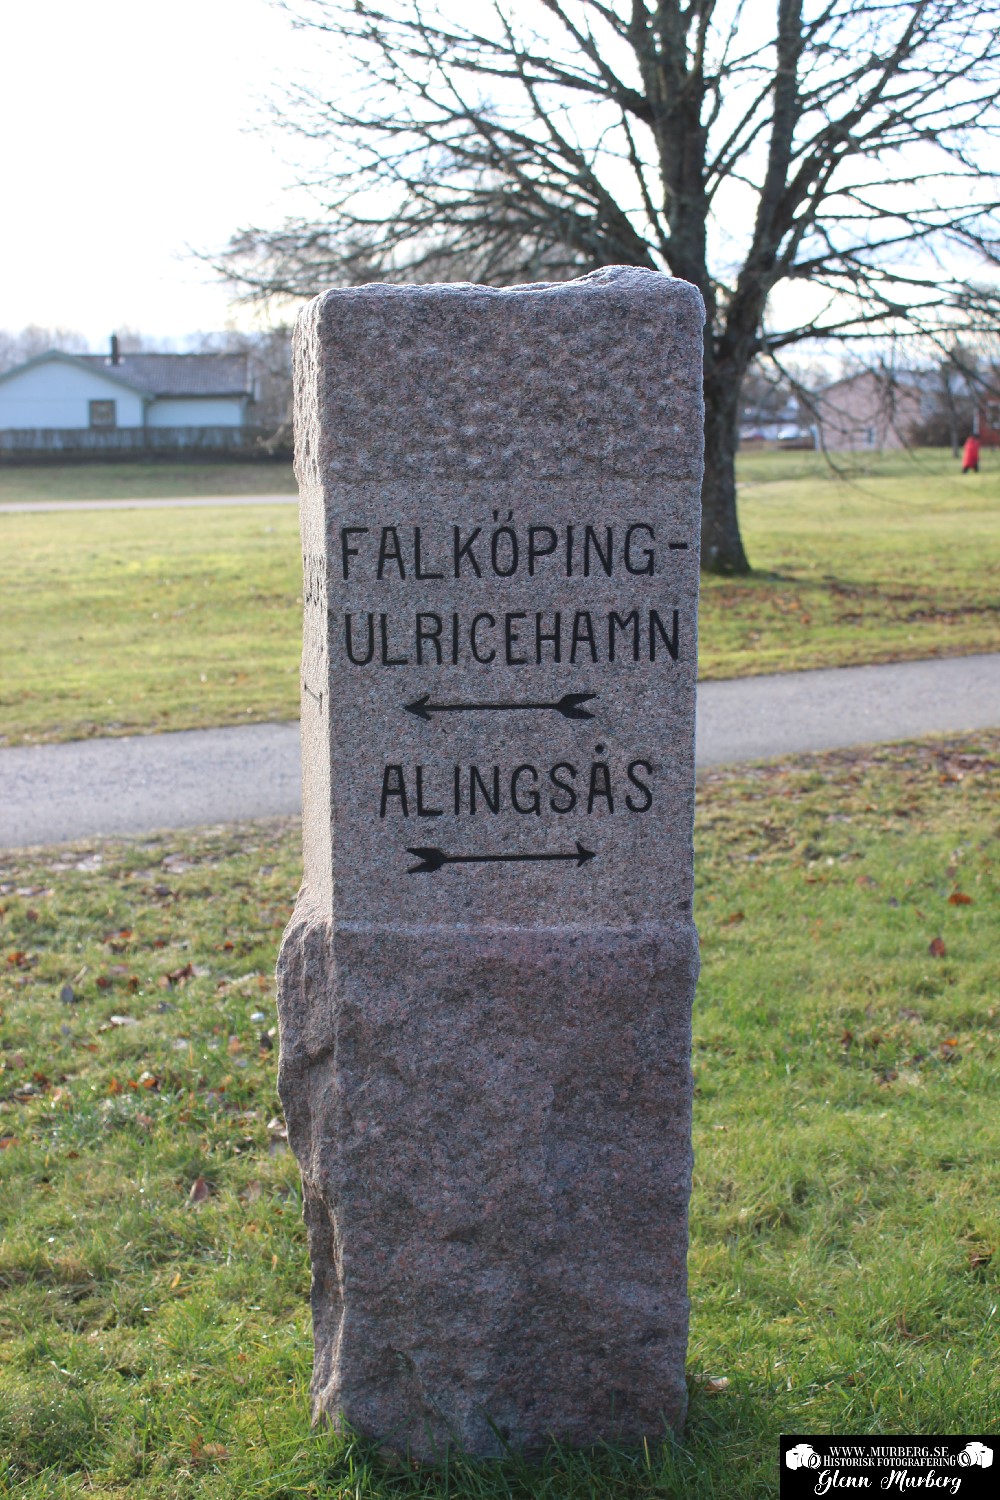 FALKÖPING-
ULRICEHAMN
ALINGSÅS
WWW.MURBERG.SE
HISTORISK FOTOGRAFERING
Glenn Murberg